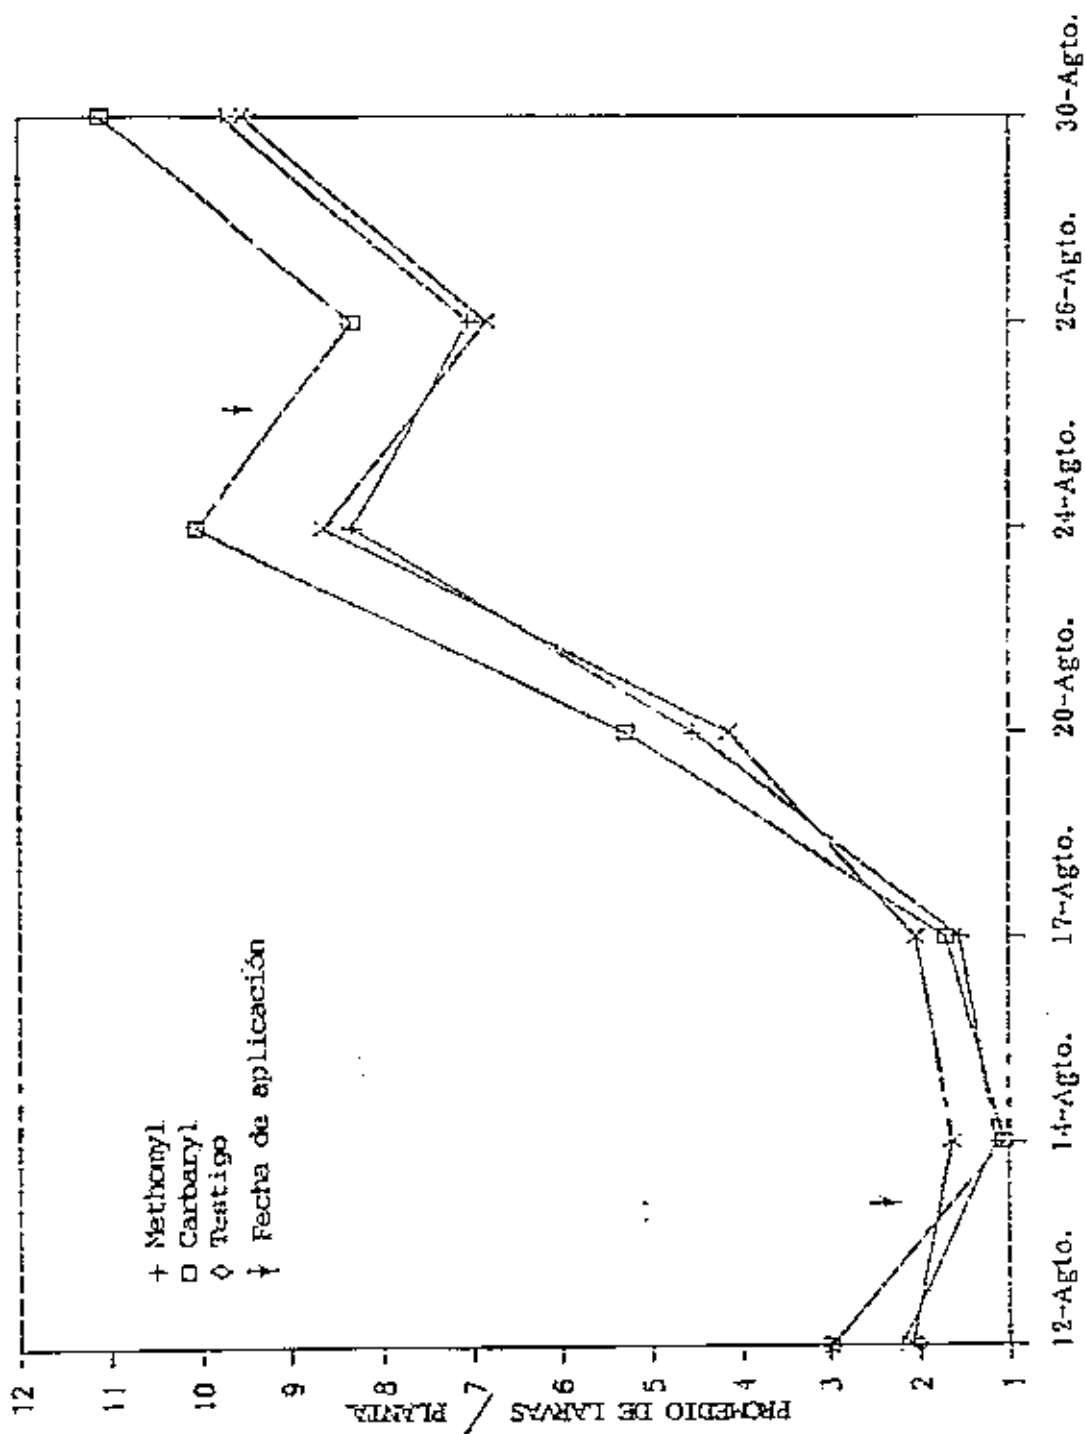 PROMEDIO DE LARVAS / PLANTA
12
11
10
9
8
7
6
5
4
3
2
1
+ Methomyl
□ Carbaryl
◇ Testigo
Fecha de aplicación
12-Agto.
14-Agto.
17-Agto.
20-Agto.
24-Agto.
26-Agto.
30-Agto.